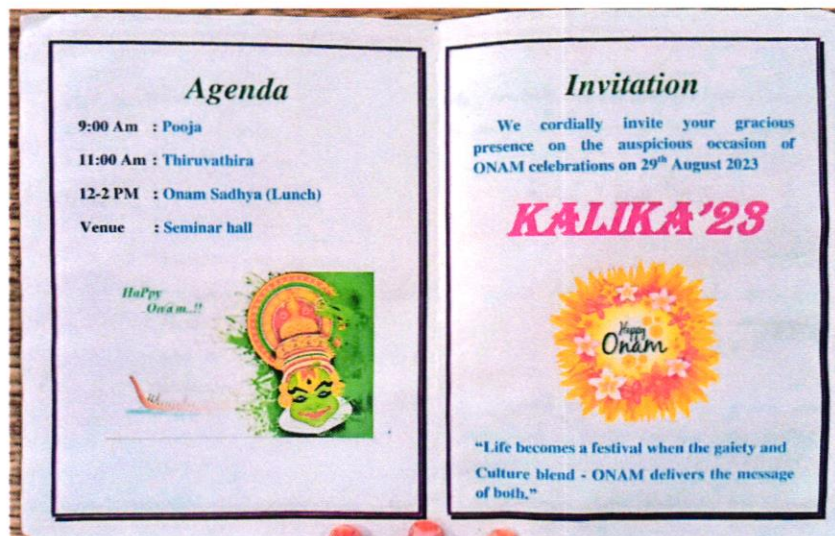 Agenda
9:00 Am : Pooja
11:00 Am : Thiruvathira
12-2 PM : Onam Sadhya (Lunch)
Venue : Seminar hall
HaPpy
Onam..!!
Invitation
We cordially invite your gracious
presence on the auspicious occasion of
ONAM celebrations on 29th August 2023
KALIKA’23
Happy
Onam
“Life becomes a festival when the gaiety and
Culture blend - ONAM delivers the message
of both.”